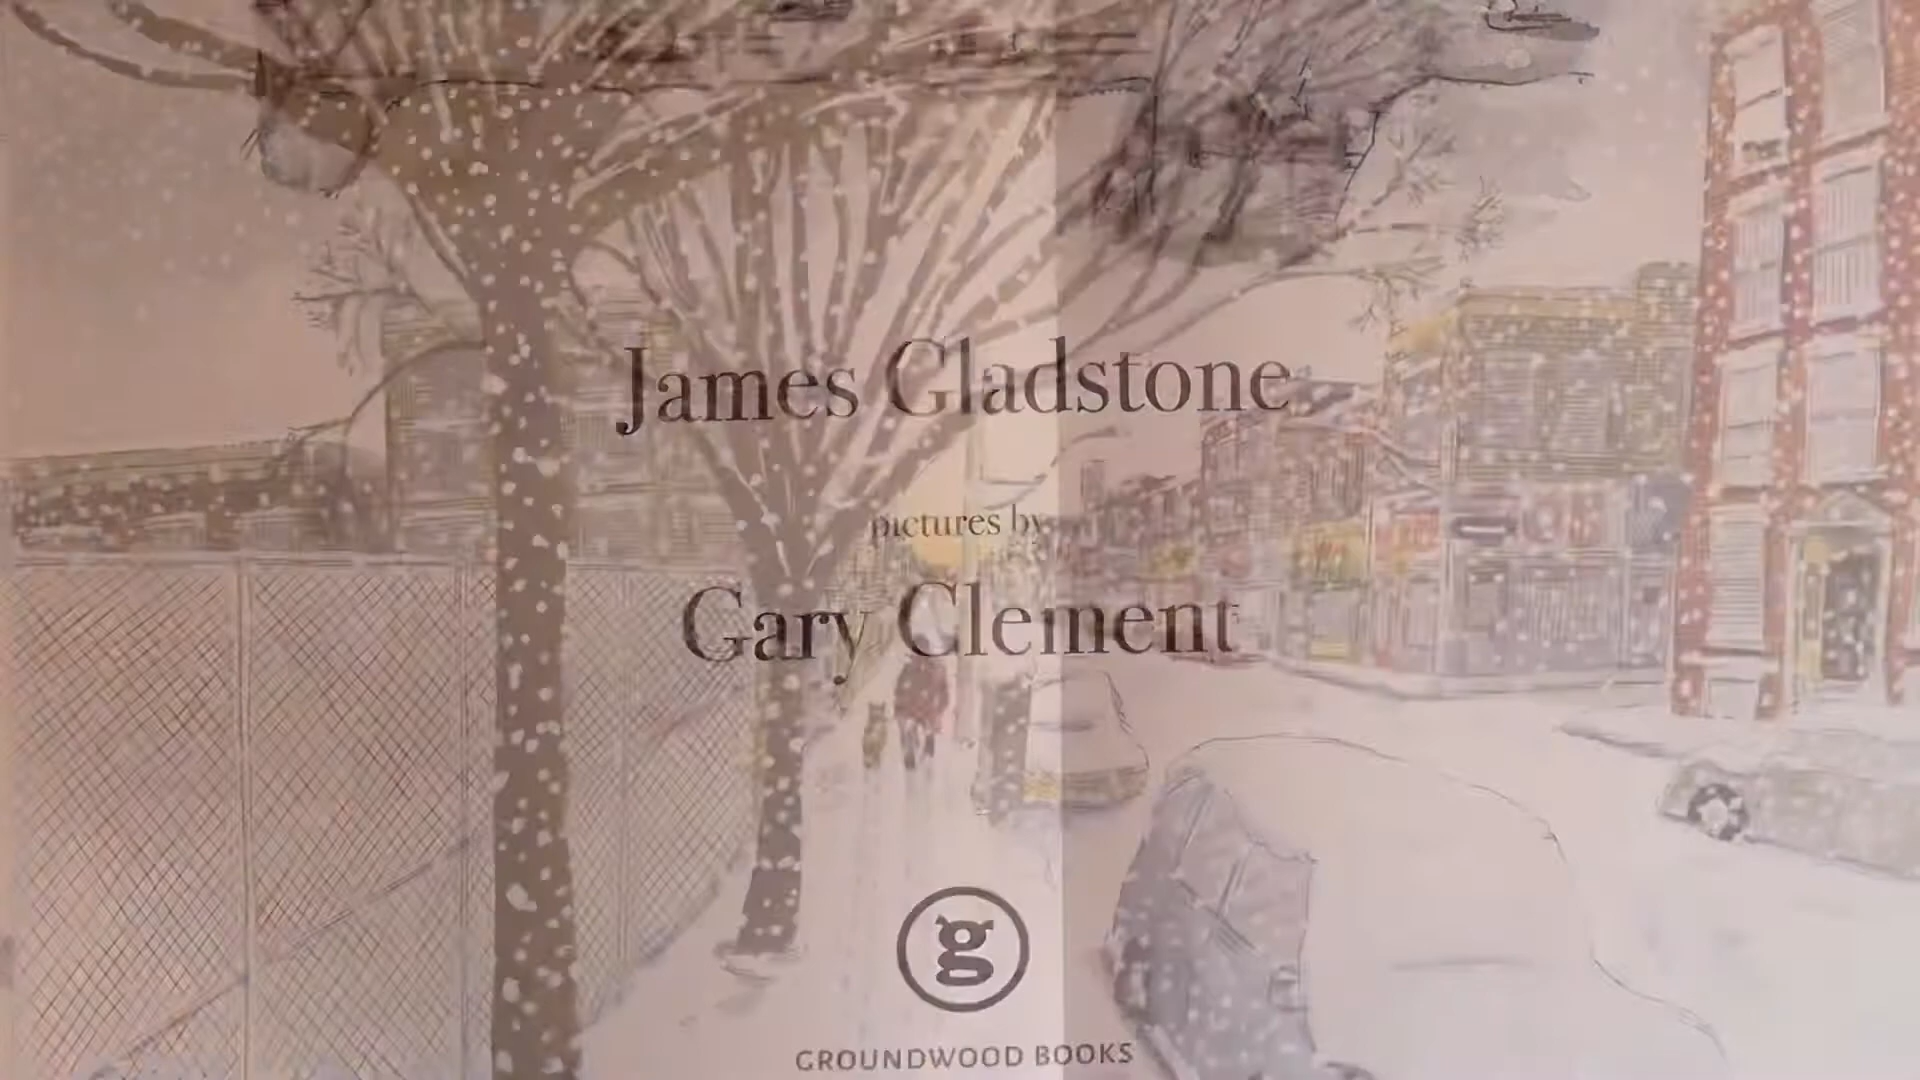 James Gladstone
pictures by
Gary Clement
g
GROUNDWOOD BOOKS